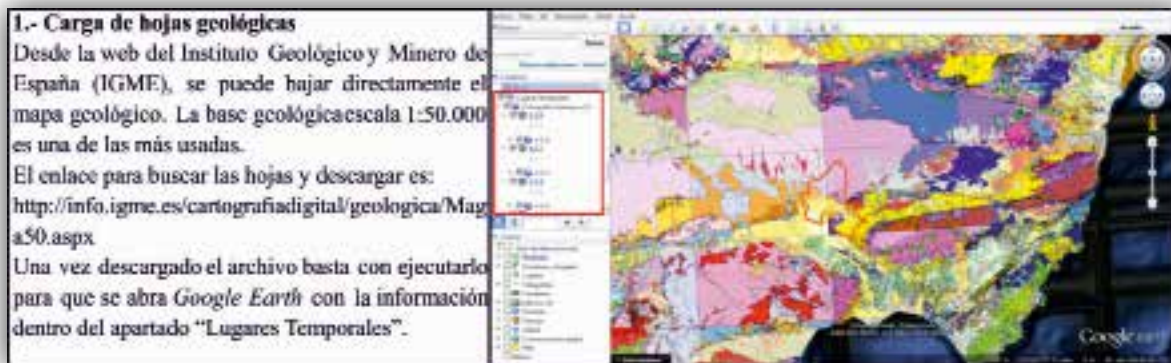 1.- Carga de hojas geológicas
Desde la web del Instituto Geológico y Minero de
España (IGME), se puede bajar directamente el
mapa geológico. La base geológica escala 1:50.000
es una de las más usadas.
El enlace para buscar las hojas y descargar es:
http://info.igme.es/cartografiadigital/geologica/Mag
a50.aspx
Una vez descargado el archivo basta con ejecutarlo
para que se abra Google Earth con la información
dentro del apartado “Lugares Temporales”.
Google earth